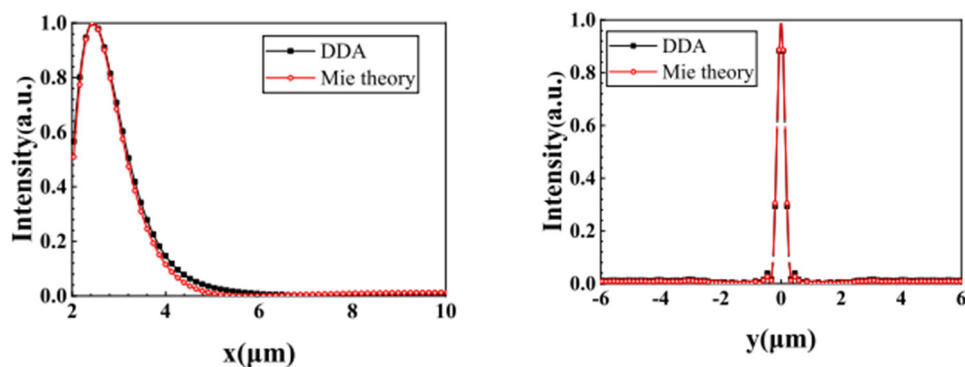 Intensity(a.u.)
1.0
0.8
0.6
0.4
0.2
0.0
DDA
Mie theory
2 4 6 8 10
x(μm)
Intensity(a.u.)
1.0
0.8
0.6
0.4
0.2
0.0
DDA
Mie theory
-6 -4 -2 0 2 4 6
y(μm)